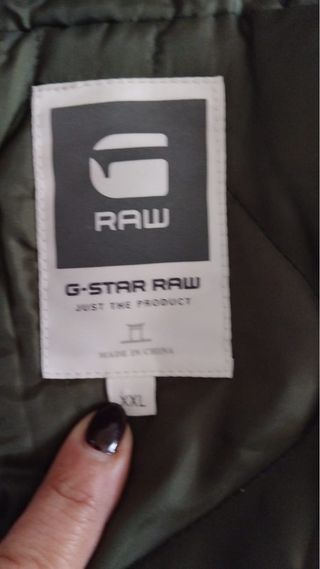 RAW
G-STAR RAW
JUST THE PRODUCT
MADE IN CHINA
XXL